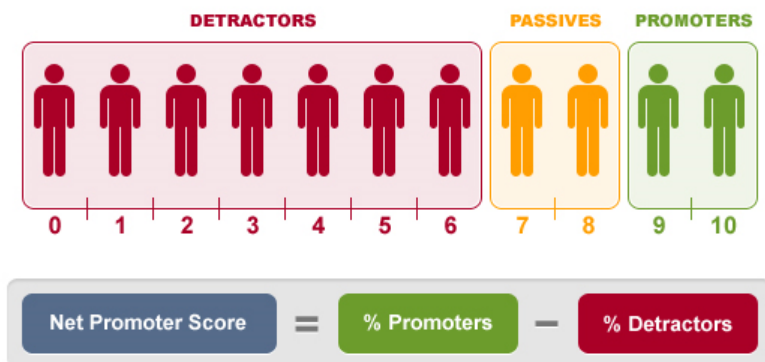 DETRACTORS PASSIVES PROMOTERS
0 1 2 3 4 5 6 7 8 9 10
Net Promoter Score = % Promoters − % Detractors